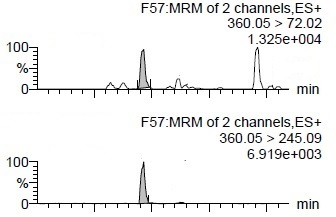 F57:MRM of 2 channels,ES+
360.05 > 72.02
1.325e+004
100
%
0
min
F57:MRM of 2 channels,ES+
360.05 > 245.09
6.919e+003
100
%
0
min